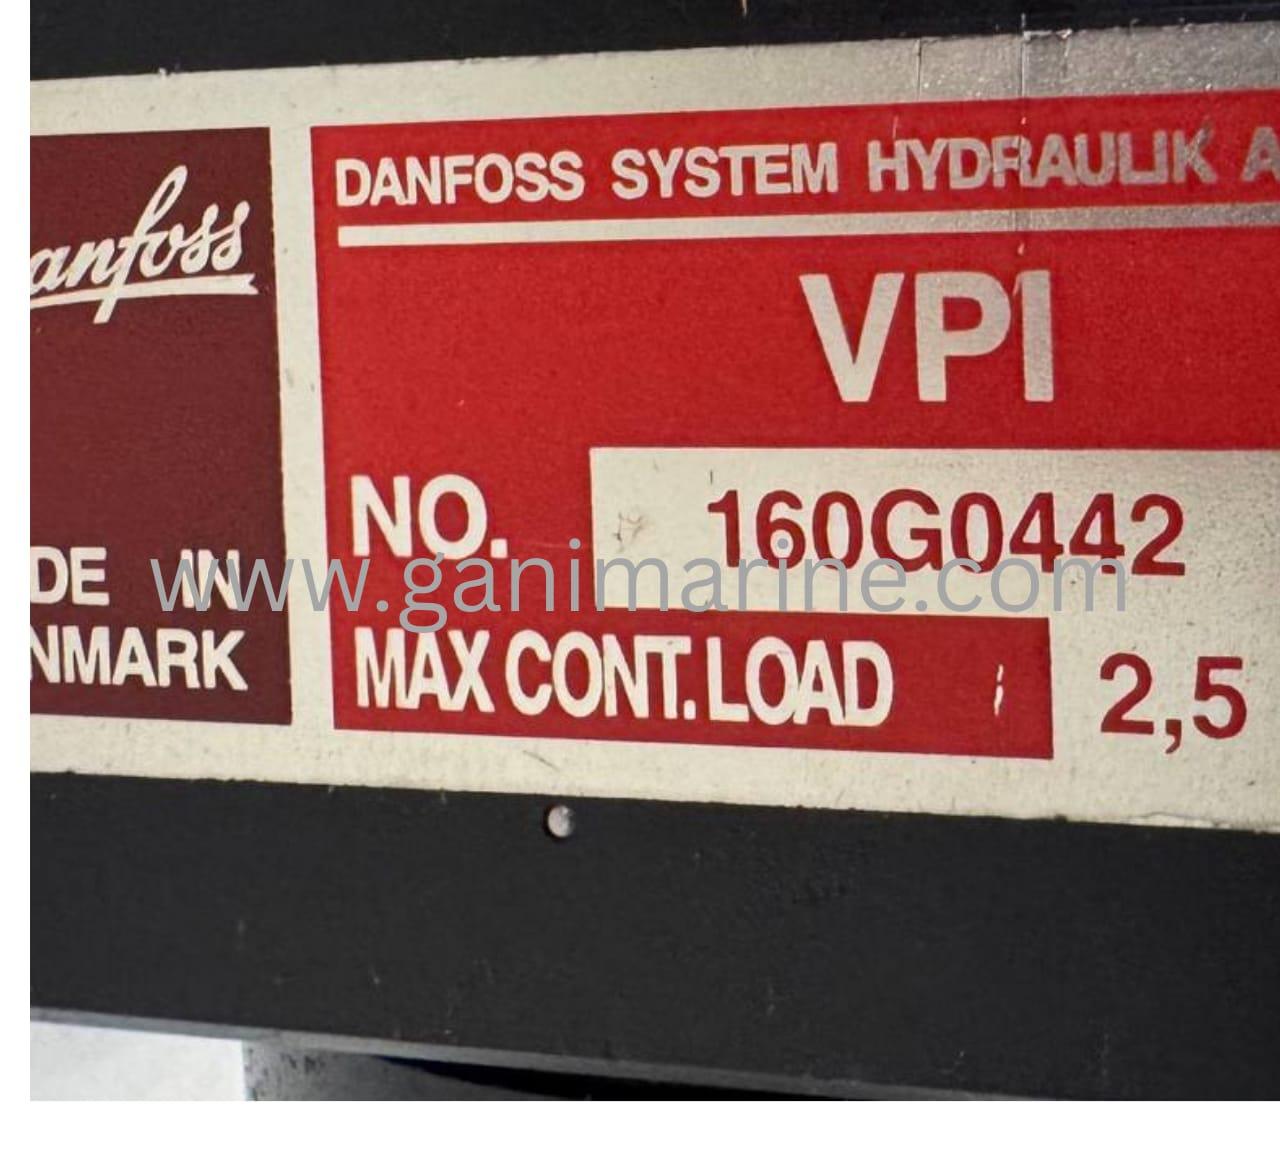 anfoss
DE IN
NMARK
DANFOSS SYSTEM HYDRAULIK A
VPI
NO. 160G0442
MAX CONT. LOAD 2,5
www.ganimarine.com